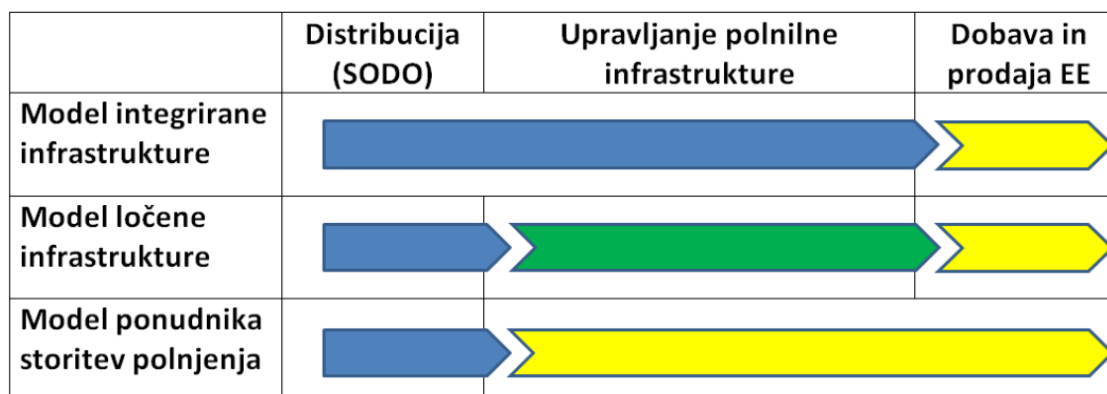 Distribucija
(SODO)
Upravljanje polnilne
infrastrukture
Dobava in
prodaja EE
Model integrirane
infrastrukture
Model ločene
infrastrukture
Model ponudnika
storitev polnjenja